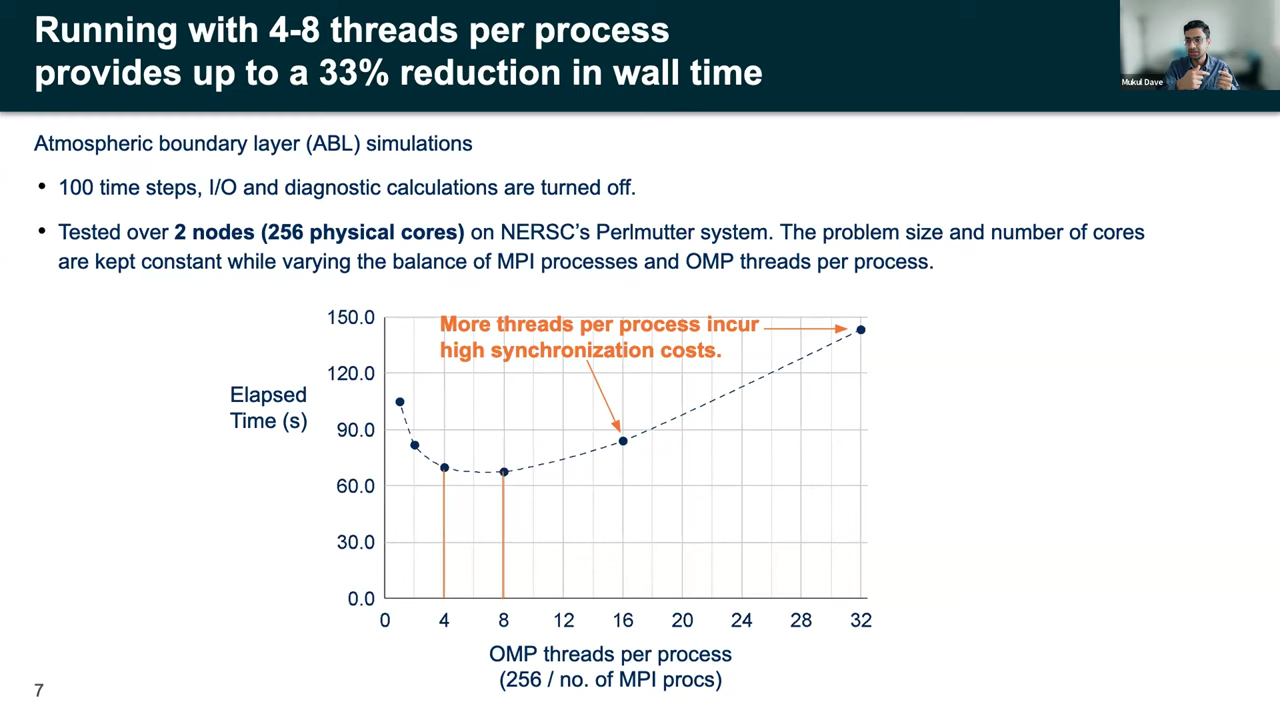 Running with 4-8 threads per process
provides up to a 33% reduction in wall time
Mukul Dave
Atmospheric boundary layer (ABL) simulations
• 100 time steps, I/O and diagnostic calculations are turned off.
• Tested over 2 nodes (256 physical cores) on NERSC's Perlmutter system. The problem size and number of cores
are kept constant while varying the balance of MPI processes and OMP threads per process.
150.0
More threads per process incur
high synchronization costs.
120.0
Elapsed
Time (s)
90.0
60.0
30.0
0.0
0 4 8 12 16 20 24 28 32
OMP threads per process
(256 / no. of MPI procs)
7